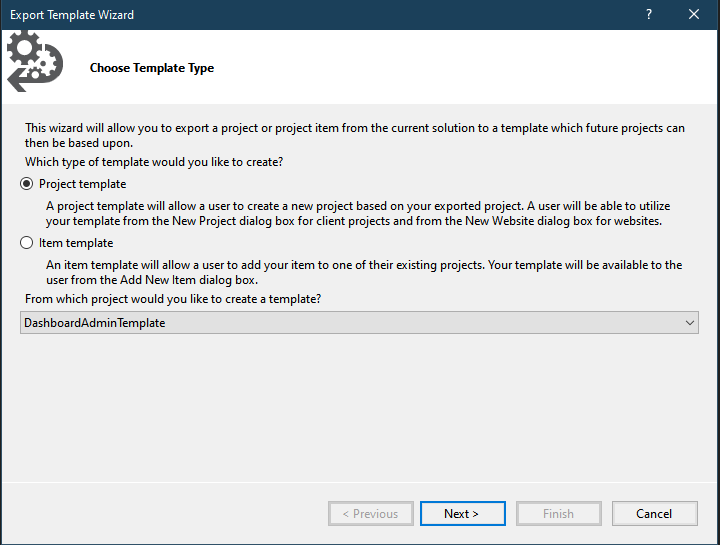 Export Template Wizard
?
Choose Template Type
This wizard will allow you to export a project or project item from the current solution to a template which future projects can
then be based upon.
Which type of template would you like to create?
Project template
A project template will allow a user to create a new project based on your exported project. A user will be able to utilize
your template from the New Project dialog box for client projects and from the New Website dialog box for websites.
Item template
An item template will allow a user to add your item to one of their existing projects. Your template will be available to the
user from the Add New Item dialog box.
From which project would you like to create a template?
DashboardAdminTemplate
< Previous
Next >
Finish
Cancel